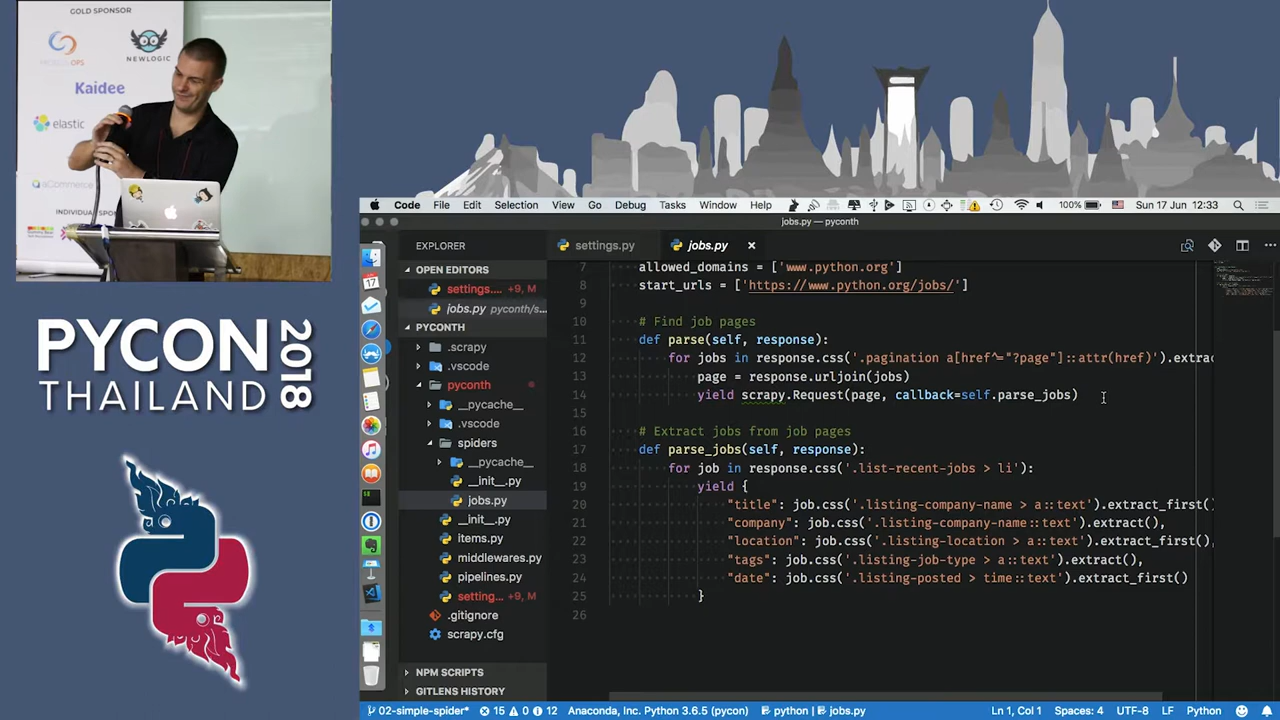 GOLD SPONSOR
NEWLOGIC
Kaidee
elastic
aCommerce
PYCON
THAILAND
2018
Code File Edit Selection View Go Debug Tasks Window Help
100% Sun 17 Jun 12:33
jobs.py — pyconth
EXPLORER
OPEN EDITORS
settings.... +9, M
jobs.py pyconth/s...
PYCONTH
.scrapy
.vscode
pyconth
__pycache__
.vscode
spiders
__pycache__
__init__.py
jobs.py
__init__.py
items.py
middlewares.py
pipelines.py
setting... +9, M
.gitignore
scrapy.cfg
NPM SCRIPTS
GITLENS HISTORY
settings.py jobs.py
7 allowed_domains = ['www.python.org']
8 start_urls = ['https://www.python.org/jobs/']
9
10 # Find job pages
11 def parse(self, response):
12 for jobs in response.css('.pagination a[href^="?page"]::attr(href)').extrac
13 page = response.urljoin(jobs)
14 yield scrapy.Request(page, callback=self.parse_jobs)
15
16 # Extract jobs from job pages
17 def parse_jobs(self, response):
18 for job in response.css('.list-recent-jobs > li'):
19 yield {
20 "title": job.css('.listing-company-name > a::text').extract_first()
21 "company": job.css('.listing-company-name::text').extract(),
22 "location": job.css('.listing-location > a::text').extract_first(),
23 "tags": job.css('.listing-job-type > a::text').extract(),
24 "date": job.css('.listing-posted > time::text').extract_first()
25 }
26
02-simple-spider* 15 0 12 Anaconda, Inc. Python 3.6.5 (pycon) python | jobs.py
Ln 1, Col 1 Spaces: 4 UTF-8 LF Python